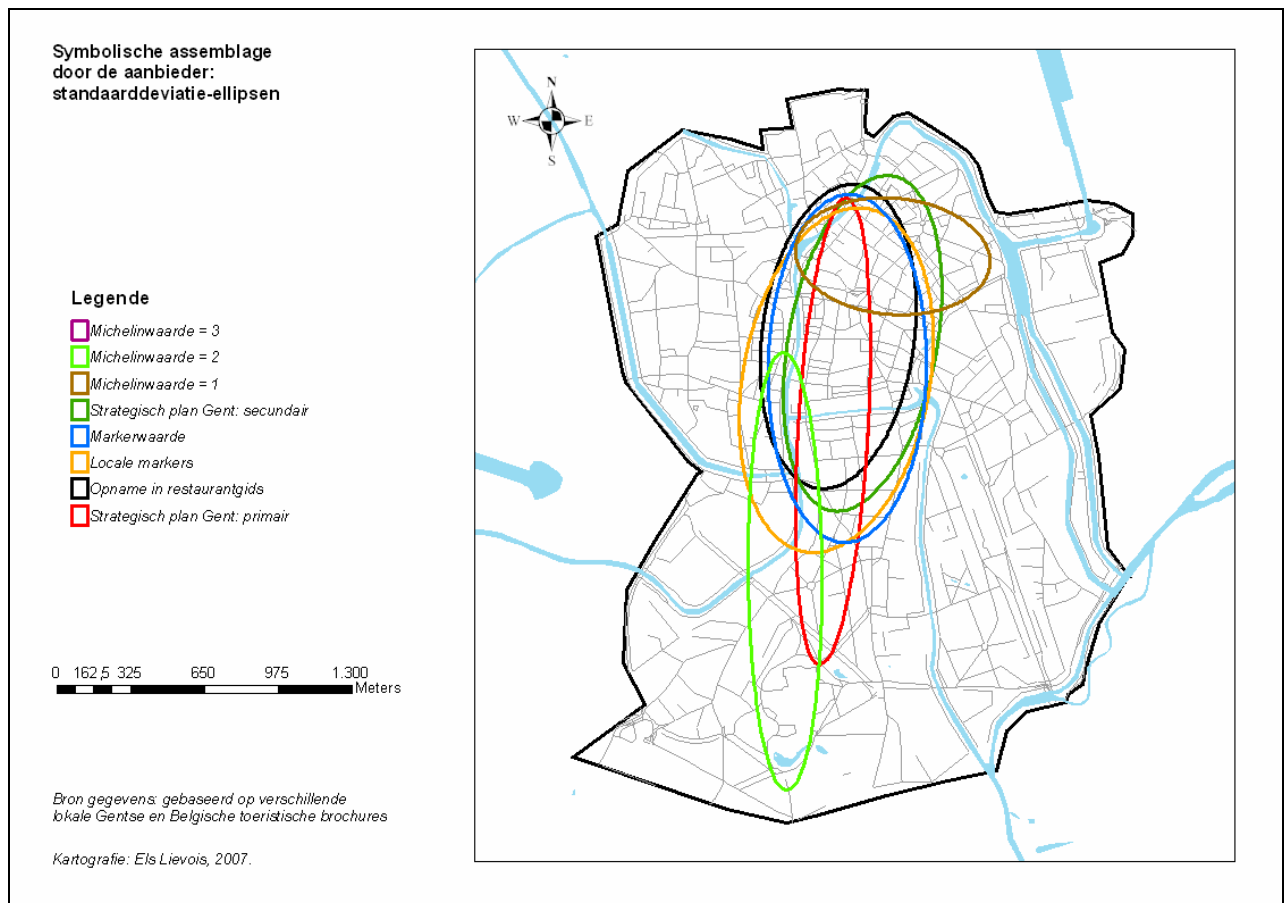 Symbolische assemblage
door de aanbieder:
standaarddeviatie-ellipsen
N
W E
S
Legende
Michelinwaarde = 3
Michelinwaarde = 2
Michelinwaarde = 1
Strategisch plan Gent: secundair
Markerwaarde
Locale markers
Opname in restaurantgids
Strategisch plan Gent: primair
0 162,5 325 650 975 1.300
Meters
Bron gegevens: gebaseerd op verschillende
lokale Gentse en Belgische toeristische brochures
Kartografie: Els Lievois, 2007.